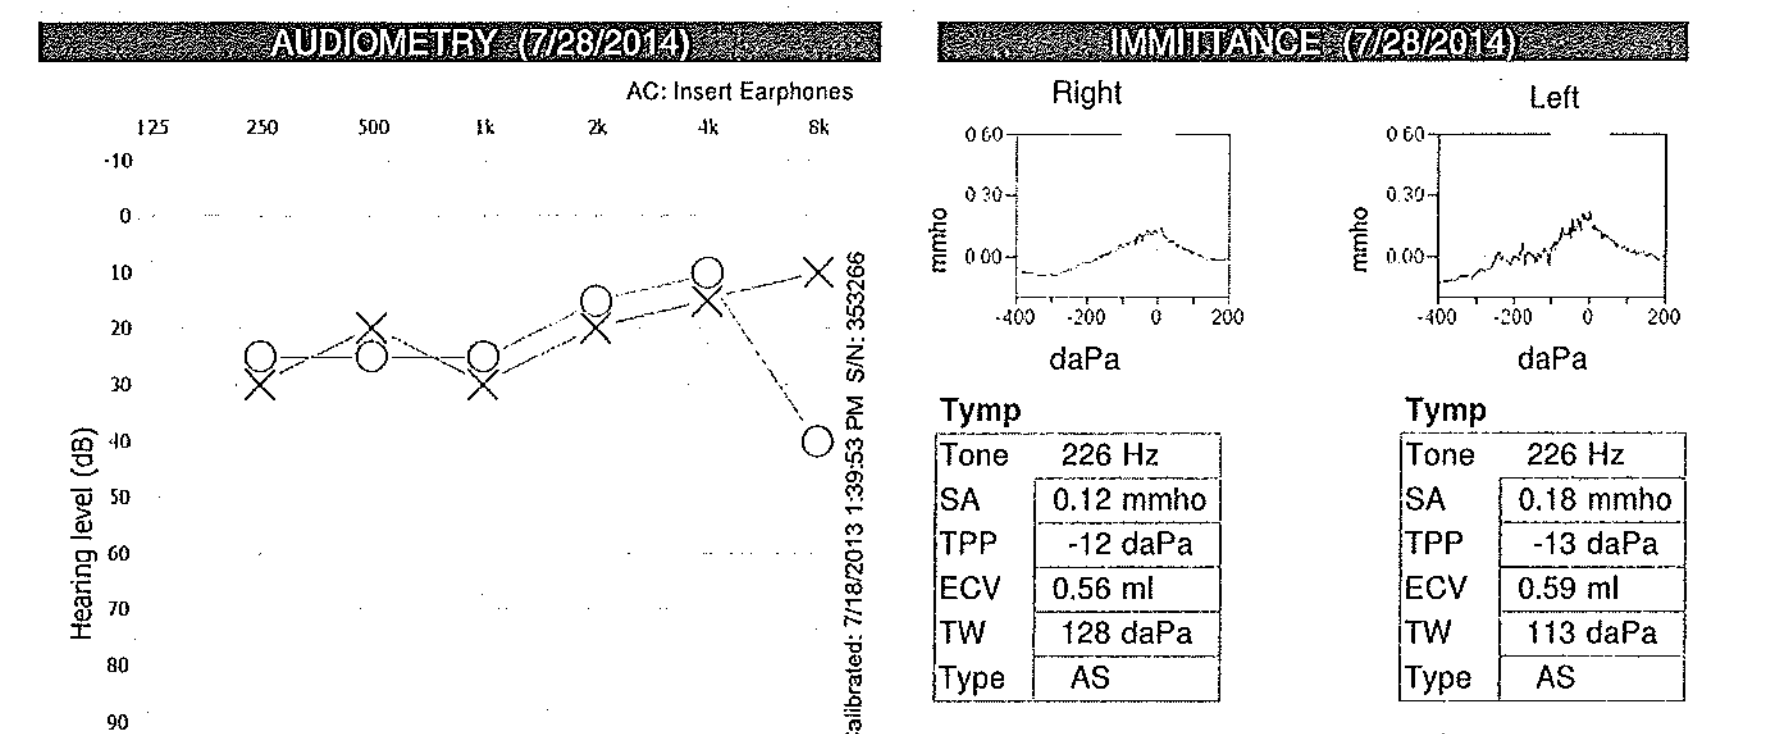 AUDIOMETRY (7/28/2014)
AC: Insert Earphones
125 250 500 1k 2k 4k 8k
-10
0
10
20
30
40
50
60
70
80
90
Hearing level (dB)
alibrated: 7/18/2013 1:39:53 PM S/N: 353266
IMMITTANCE (7/28/2014)
Right
0.60
0.30
0.00
mmho
-400 -200 0 200
daPa
Tymp
Tone 226 Hz
SA 0.12 mmho
TPP -12 daPa
ECV 0.56 ml
TW 128 daPa
Type AS
Left
0.60
0.30
0.00
mmho
-400 -200 0 200
daPa
Tymp
Tone 226 Hz
SA 0.18 mmho
TPP -13 daPa
ECV 0.59 ml
TW 113 daPa
Type AS